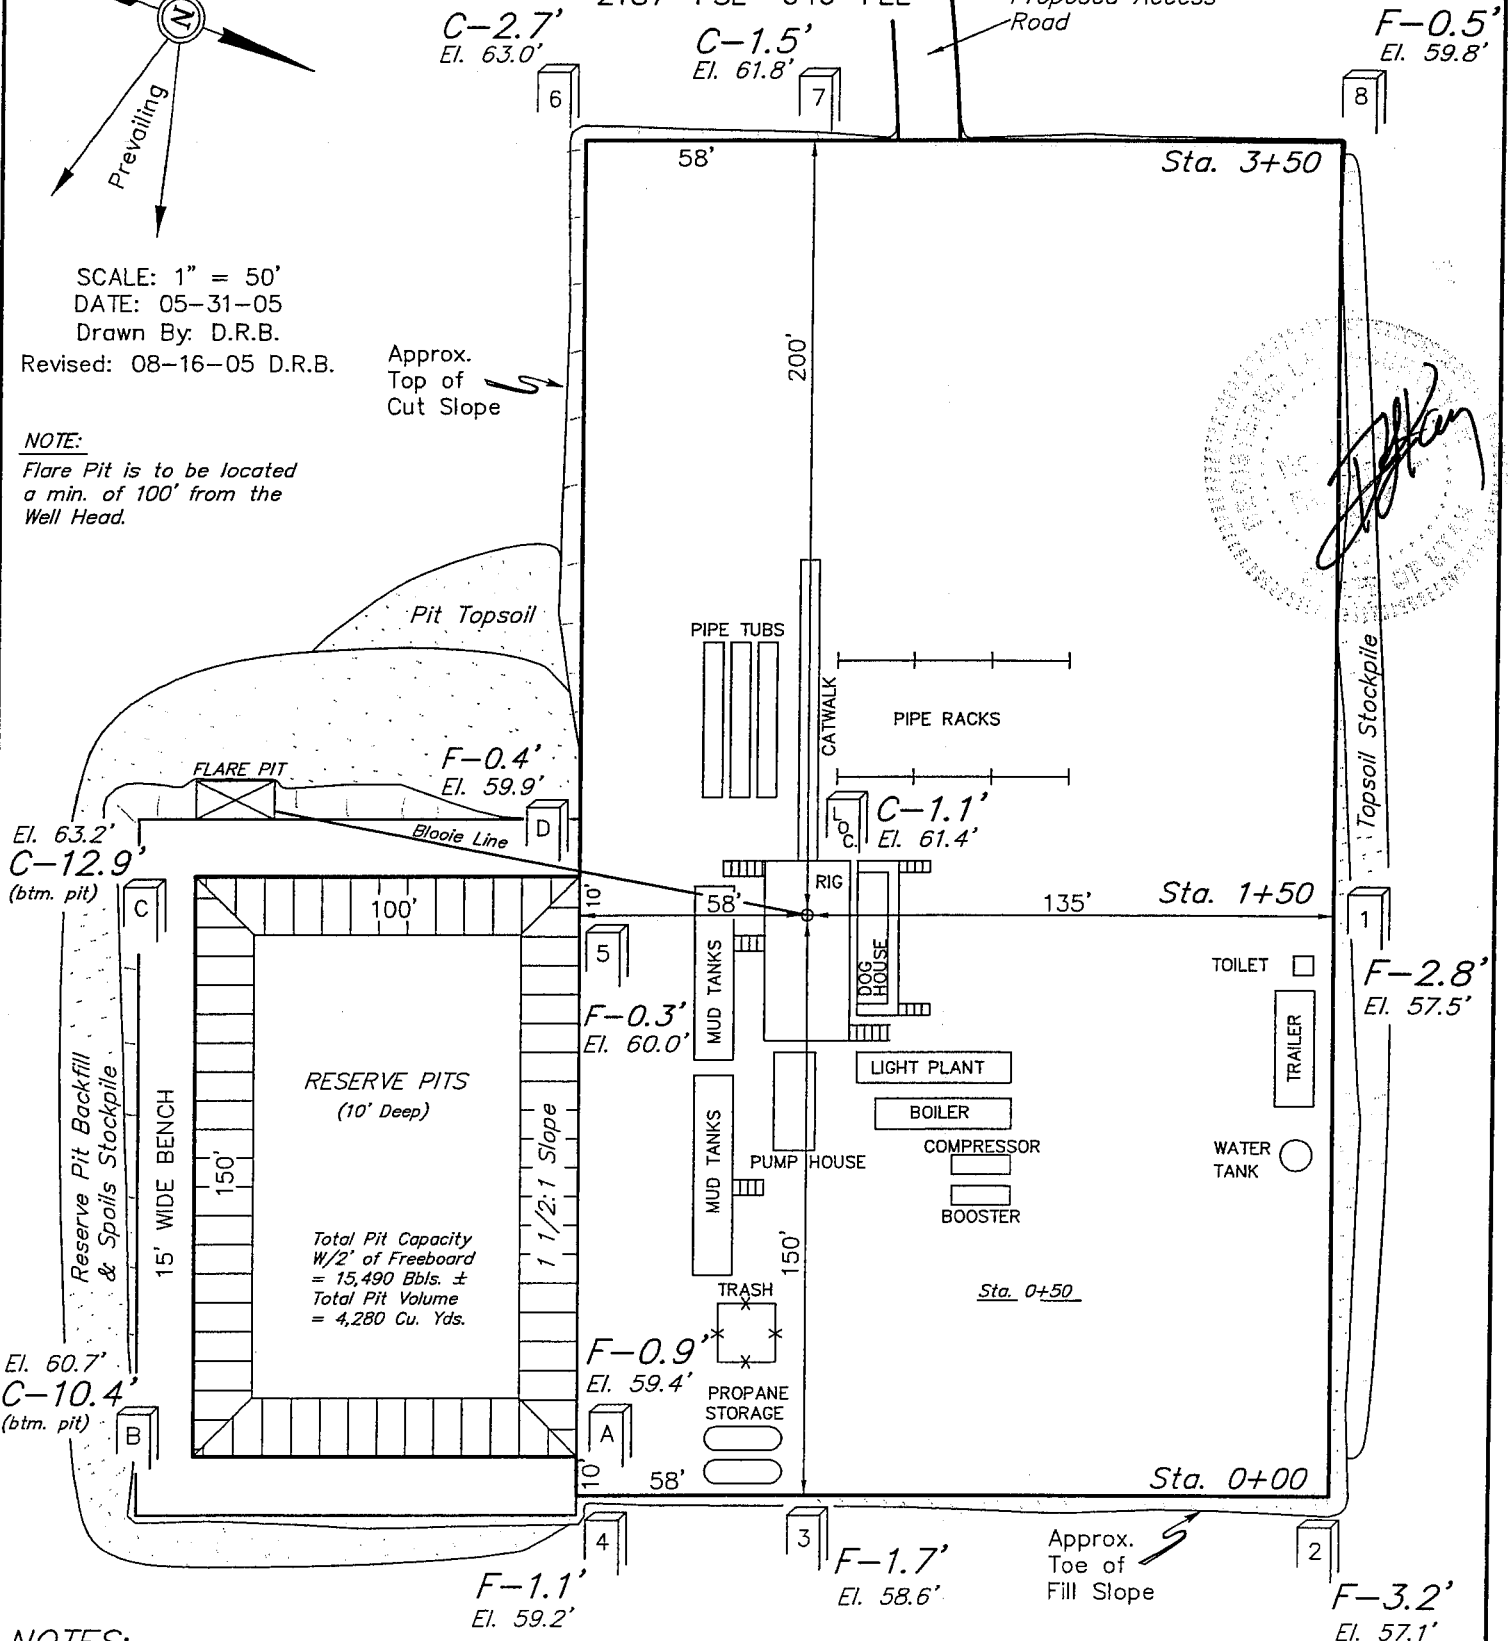 C-2.7'
El. 63.0'
C-1.5'
El. 61.8'
Proposed Access
Road
F-0.5'
El. 59.8'
N
Prevailing
6
7
8
58'
Sta. 3+50
SCALE: 1" = 50'
DATE: 05-31-05
Drawn By: D.R.B.
Revised: 08-16-05 D.R.B.
Approx.
Top of
Cut Slope
200'
NOTE:
Flare Pit is to be located
a min. of 100' from the
Well Head.
Pit Topsoil
PIPE TUBS
CATWALK
PIPE RACKS
Topsoil Stockpile
FLARE PIT
F-0.4'
El. 59.9'
D
Blooie Line
LOC.
C-1.1'
El. 61.4'
El. 63.2'
C-12.9'
(btm. pit)
C
100'
10'
58'
RIG
135'
Sta. 1+50
1
5
F-0.3'
El. 60.0'
MUD TANKS
DOG
HOUSE
TOILET
F-2.8'
El. 57.5'
TRAILER
Reserve Pit Backfill
& Spoils Stockpile
15' WIDE BENCH
150'
RESERVE PITS
(10' Deep)
1 1/2:1 Slope
LIGHT PLANT
BOILER
MUD TANKS
PUMP HOUSE
COMPRESSOR
BOOSTER
WATER
TANK
Total Pit Capacity
W/2' of Freeboard
= 15,490 Bbls. ±
Total Pit Volume
= 4,280 Cu. Yds.
150'
TRASH
Sta. 0+50
El. 60.7'
C-10.4'
(btm. pit)
B
F-0.9'
El. 59.4'
A
PROPANE
STORAGE
10'
58'
Sta. 0+00
4
3
2
F-1.1'
El. 59.2'
F-1.7'
El. 58.6'
Approx.
Toe of
Fill Slope
F-3.2'
El. 57.1'
NOTES: